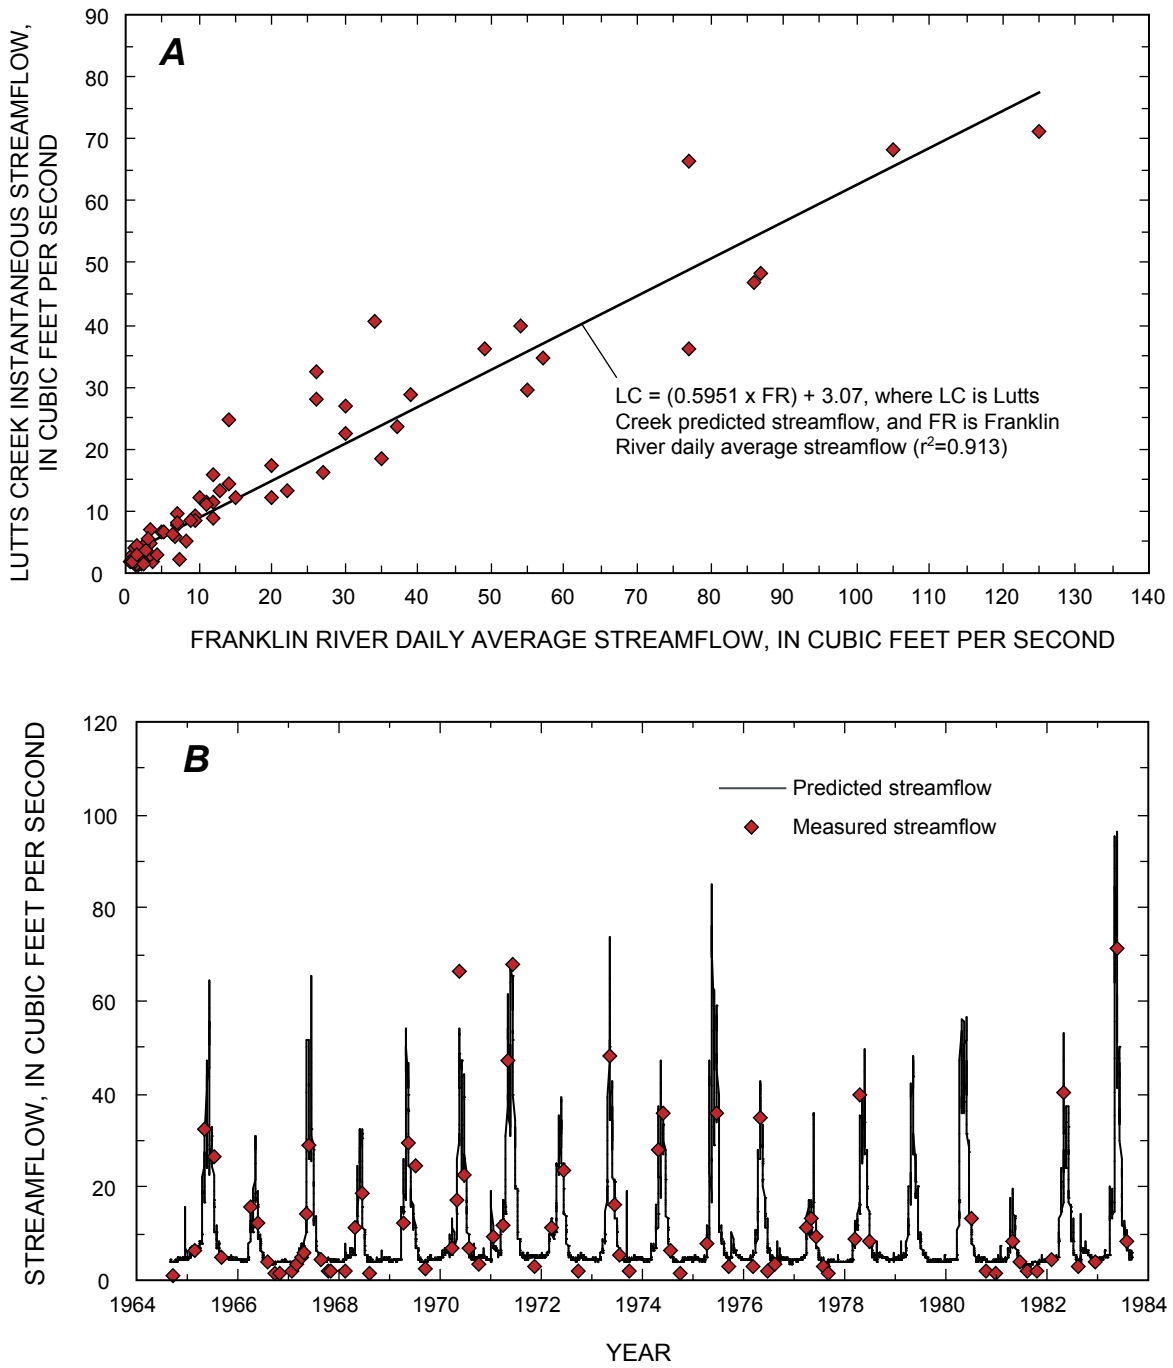 A
LUTTS CREEK INSTANTANEOUS STREAMFLOW,
IN CUBIC FEET PER SECOND
90
80
70
60
50
40
30
20
10
0
LC = (0.5951 x FR) + 3.07, where LC is Lutts
Creek predicted streamflow, and FR is Franklin
River daily average streamflow (r²=0.913)
0 10 20 30 40 50 60 70 80 90 100 110 120 130 140
FRANKLIN RIVER DAILY AVERAGE STREAMFLOW, IN CUBIC FEET PER SECOND
B
STREAMFLOW, IN CUBIC FEET PER SECOND
120
100
80
60
40
20
0
Predicted streamflow
Measured streamflow
1964 1966 1968 1970 1972 1974 1976 1978 1980 1982 1984
YEAR